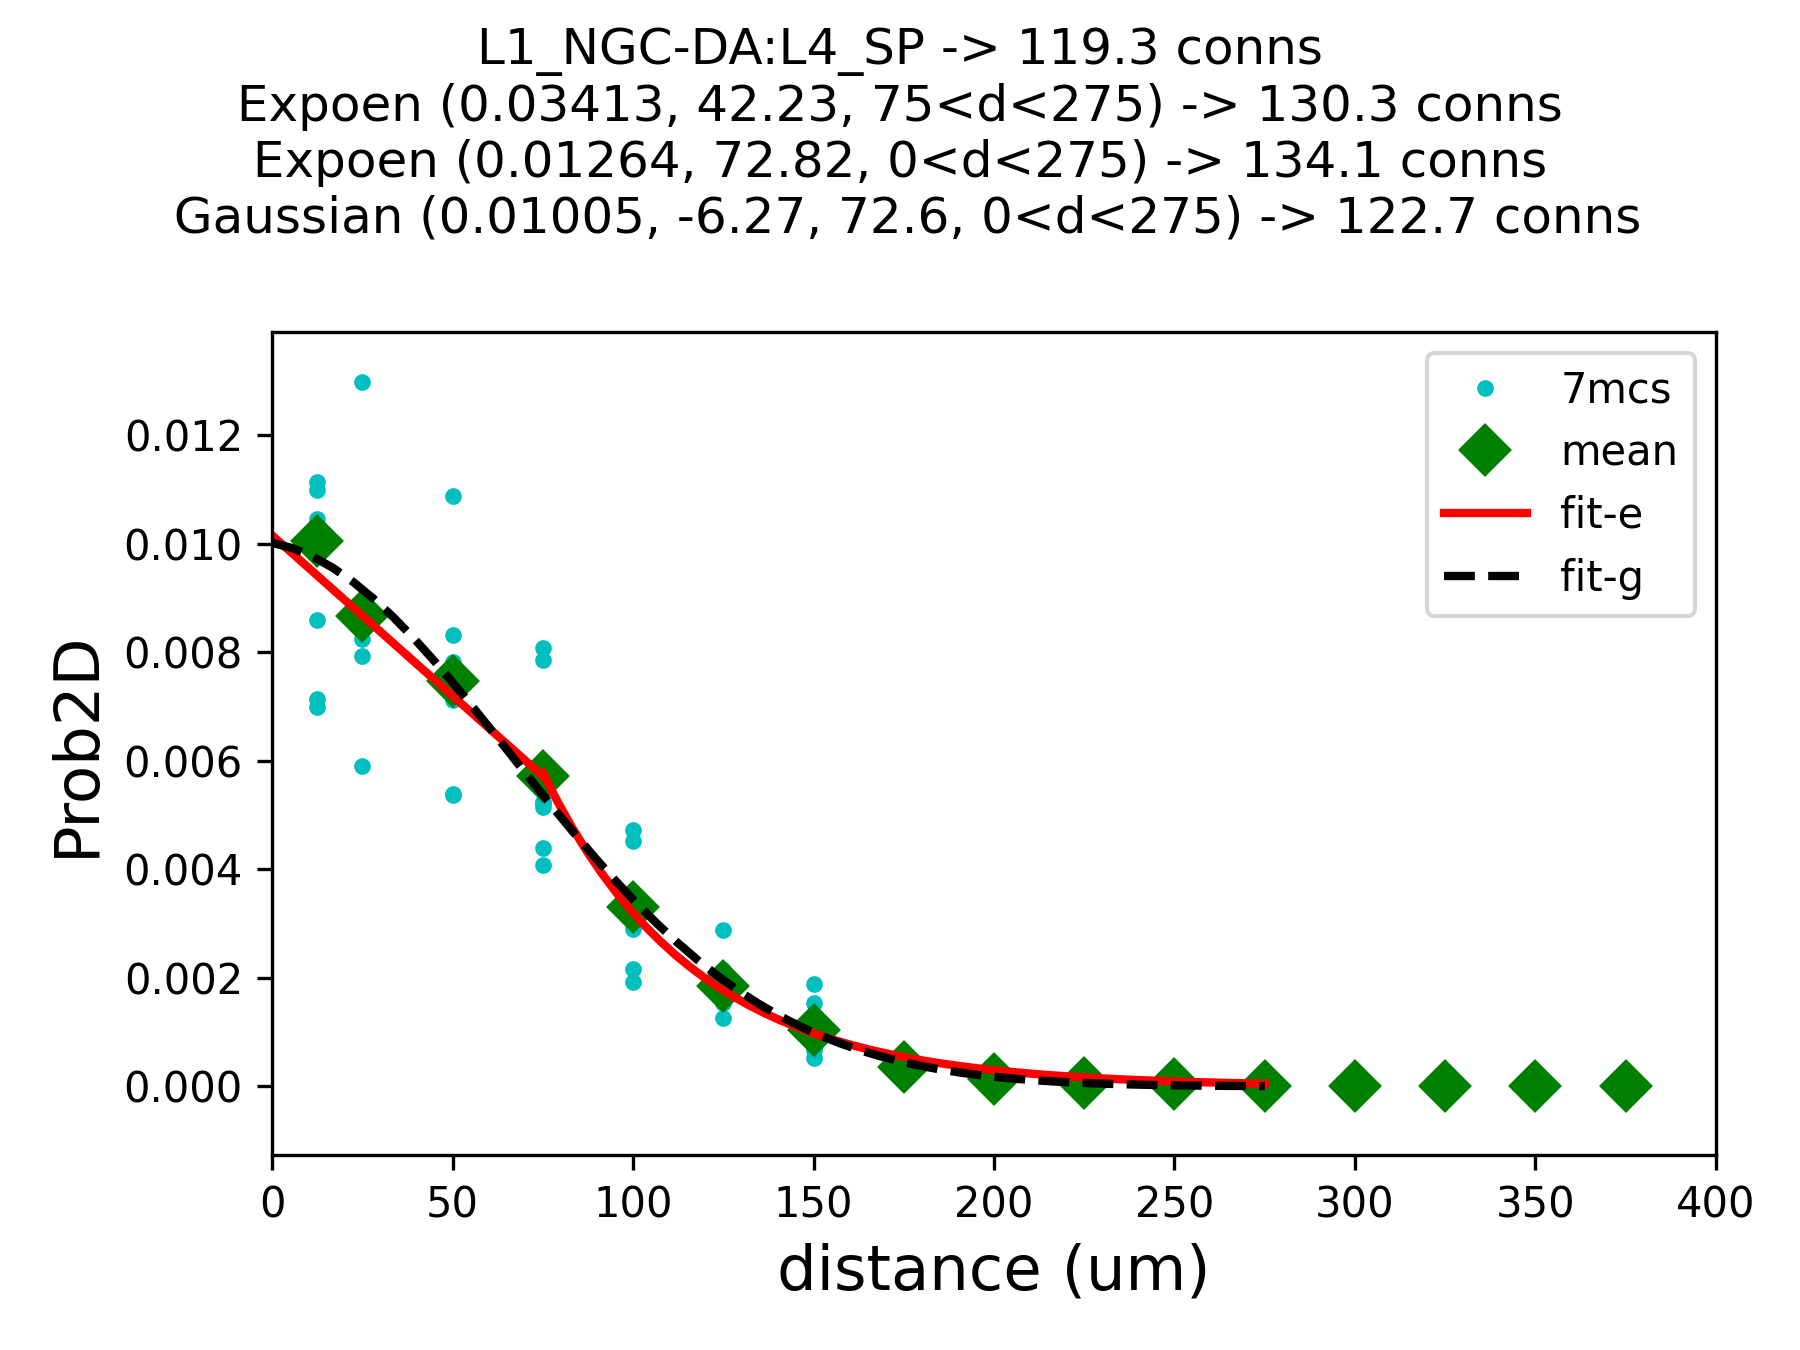 L1_NGC-DA:L4_SP -> 119.3 conns
Expoen (0.03413, 42.23, 75<d<275) -> 130.3 conns
Expoen (0.01264, 72.82, 0<d<275) -> 134.1 conns
Gaussian (0.01005, -6.27, 72.6, 0<d<275) -> 122.7 conns
7mcs
mean
fit-e
fit-g
Prob2D
0.012
0.010
0.008
0.006
0.004
0.002
0.000
0 50 100 150 200 250 300 350 400
distance (um)